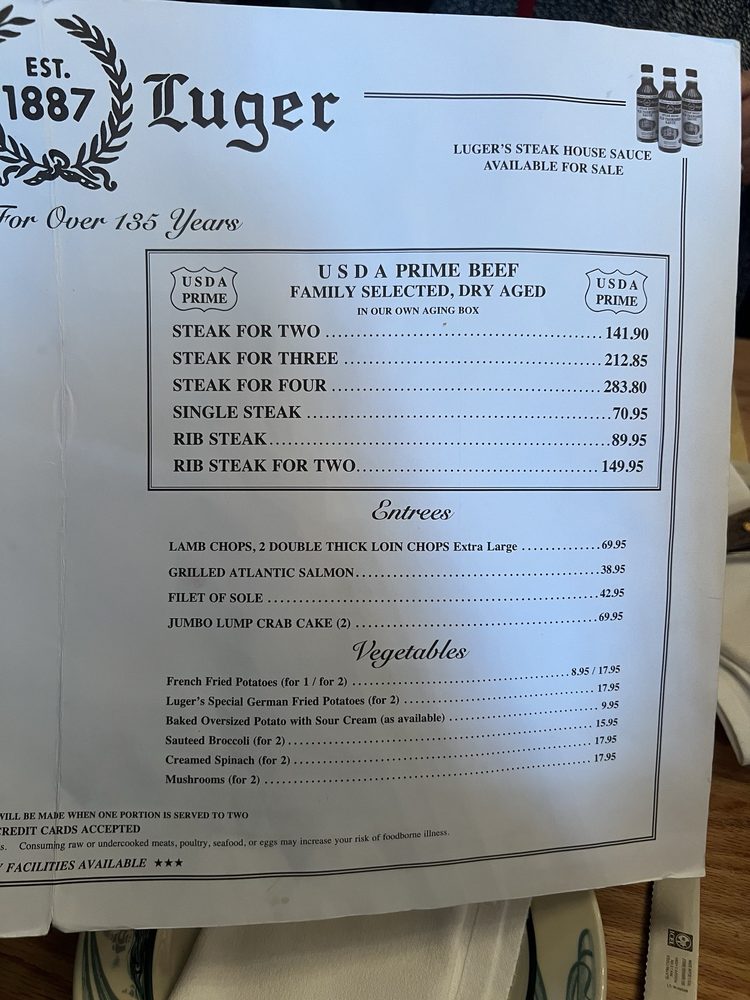 EST.
1887
Luger
LUGER'S STEAK HOUSE SAUCE
AVAILABLE FOR SALE
For Over 135 Years
USDA PRIME
U S D A PRIME BEEF
USDA PRIME
FAMILY SELECTED, DRY AGED
IN OUR OWN AGING BOX
STEAK FOR TWO ........ 141.90
STEAK FOR THREE ........ 212.85
STEAK FOR FOUR ........ 283.80
SINGLE STEAK ........ 70.95
RIB STEAK ........ 89.95
RIB STEAK FOR TWO ........ 149.95
Entrees
LAMB CHOPS, 2 DOUBLE THICK LOIN CHOPS Extra Large ........ 69.95
GRILLED ATLANTIC SALMON ........ 38.95
FILET OF SOLE ........ 42.95
JUMBO LUMP CRAB CAKE (2) ........ 69.95
Vegetables
French Fried Potatoes (for 1 / for 2) ........ 8.95 / 17.95
Luger's Special German Fried Potatoes (for 2) ........ 17.95
Baked Oversized Potato with Sour Cream (as available) ........ 9.95
Sauteed Broccoli (for 2) ........ 15.95
Creamed Spinach (for 2) ........ 17.95
Mushrooms (for 2) ........ 17.95
WILL BE MADE WHEN ONE PORTION IS SERVED TO TWO
CREDIT CARDS ACCEPTED
s. Consuming raw or undercooked meats, poultry, seafood, or eggs may increase your risk of foodborne illness.
Y FACILITIES AVAILABLE ★★★